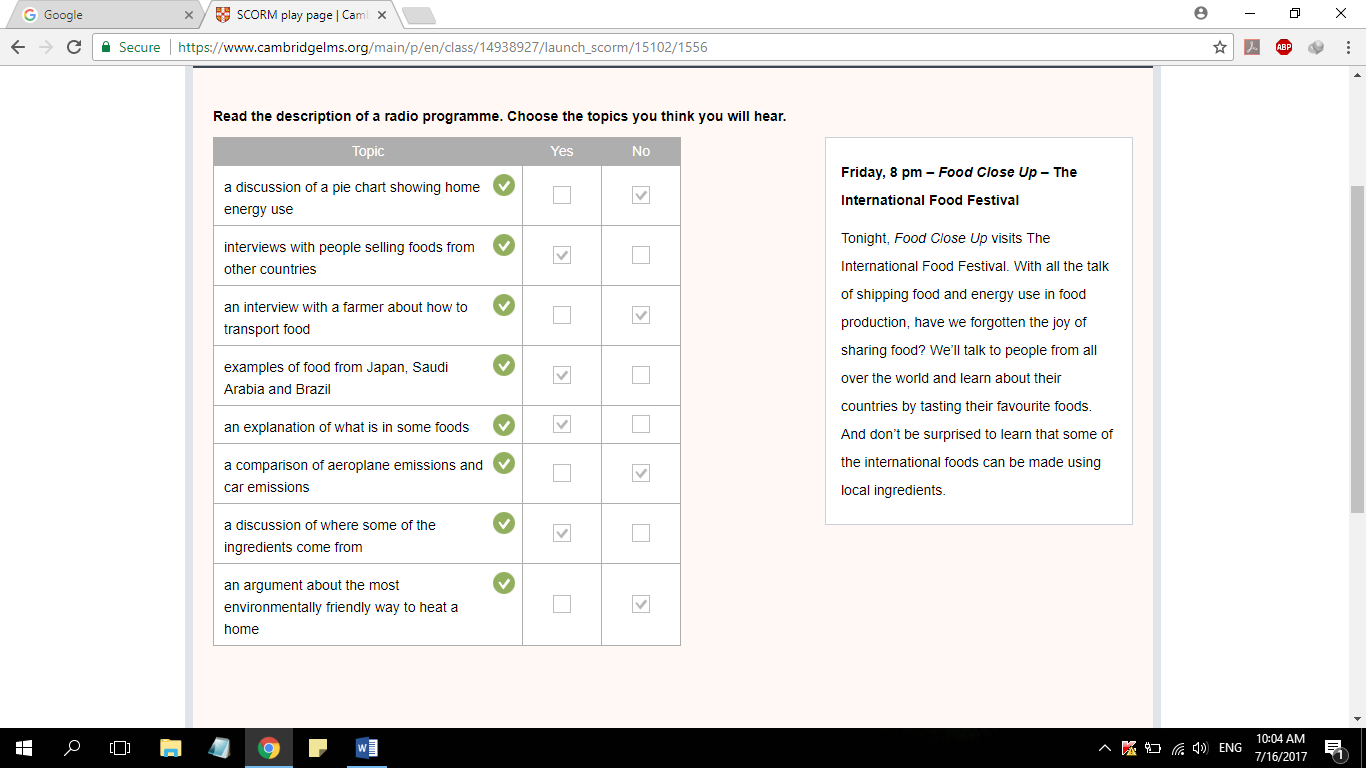 Google
SCORM play page | Cam
Secure
https://www.cambridgelms.org/main/p/en/class/14938927/launch_scorm/15102/1556
ABP
Read the description of a radio programme. Choose the topics you think you will hear.
Topic Yes No
a discussion of a pie chart showing home
energy use
interviews with people selling foods from
other countries
an interview with a farmer about how to
transport food
examples of food from Japan, Saudi
Arabia and Brazil
an explanation of what is in some foods
a comparison of aeroplane emissions and
car emissions
a discussion of where some of the
ingredients come from
an argument about the most
environmentally friendly way to heat a
home
Friday, 8 pm – Food Close Up – The
International Food Festival
Tonight, Food Close Up visits The
International Food Festival. With all the talk
of shipping food and energy use in food
production, have we forgotten the joy of
sharing food? We'll talk to people from all
over the world and learn about their
countries by tasting their favourite foods.
And don't be surprised to learn that some of
the international foods can be made using
local ingredients.
ENG
10:04 AM
7/16/2017
1